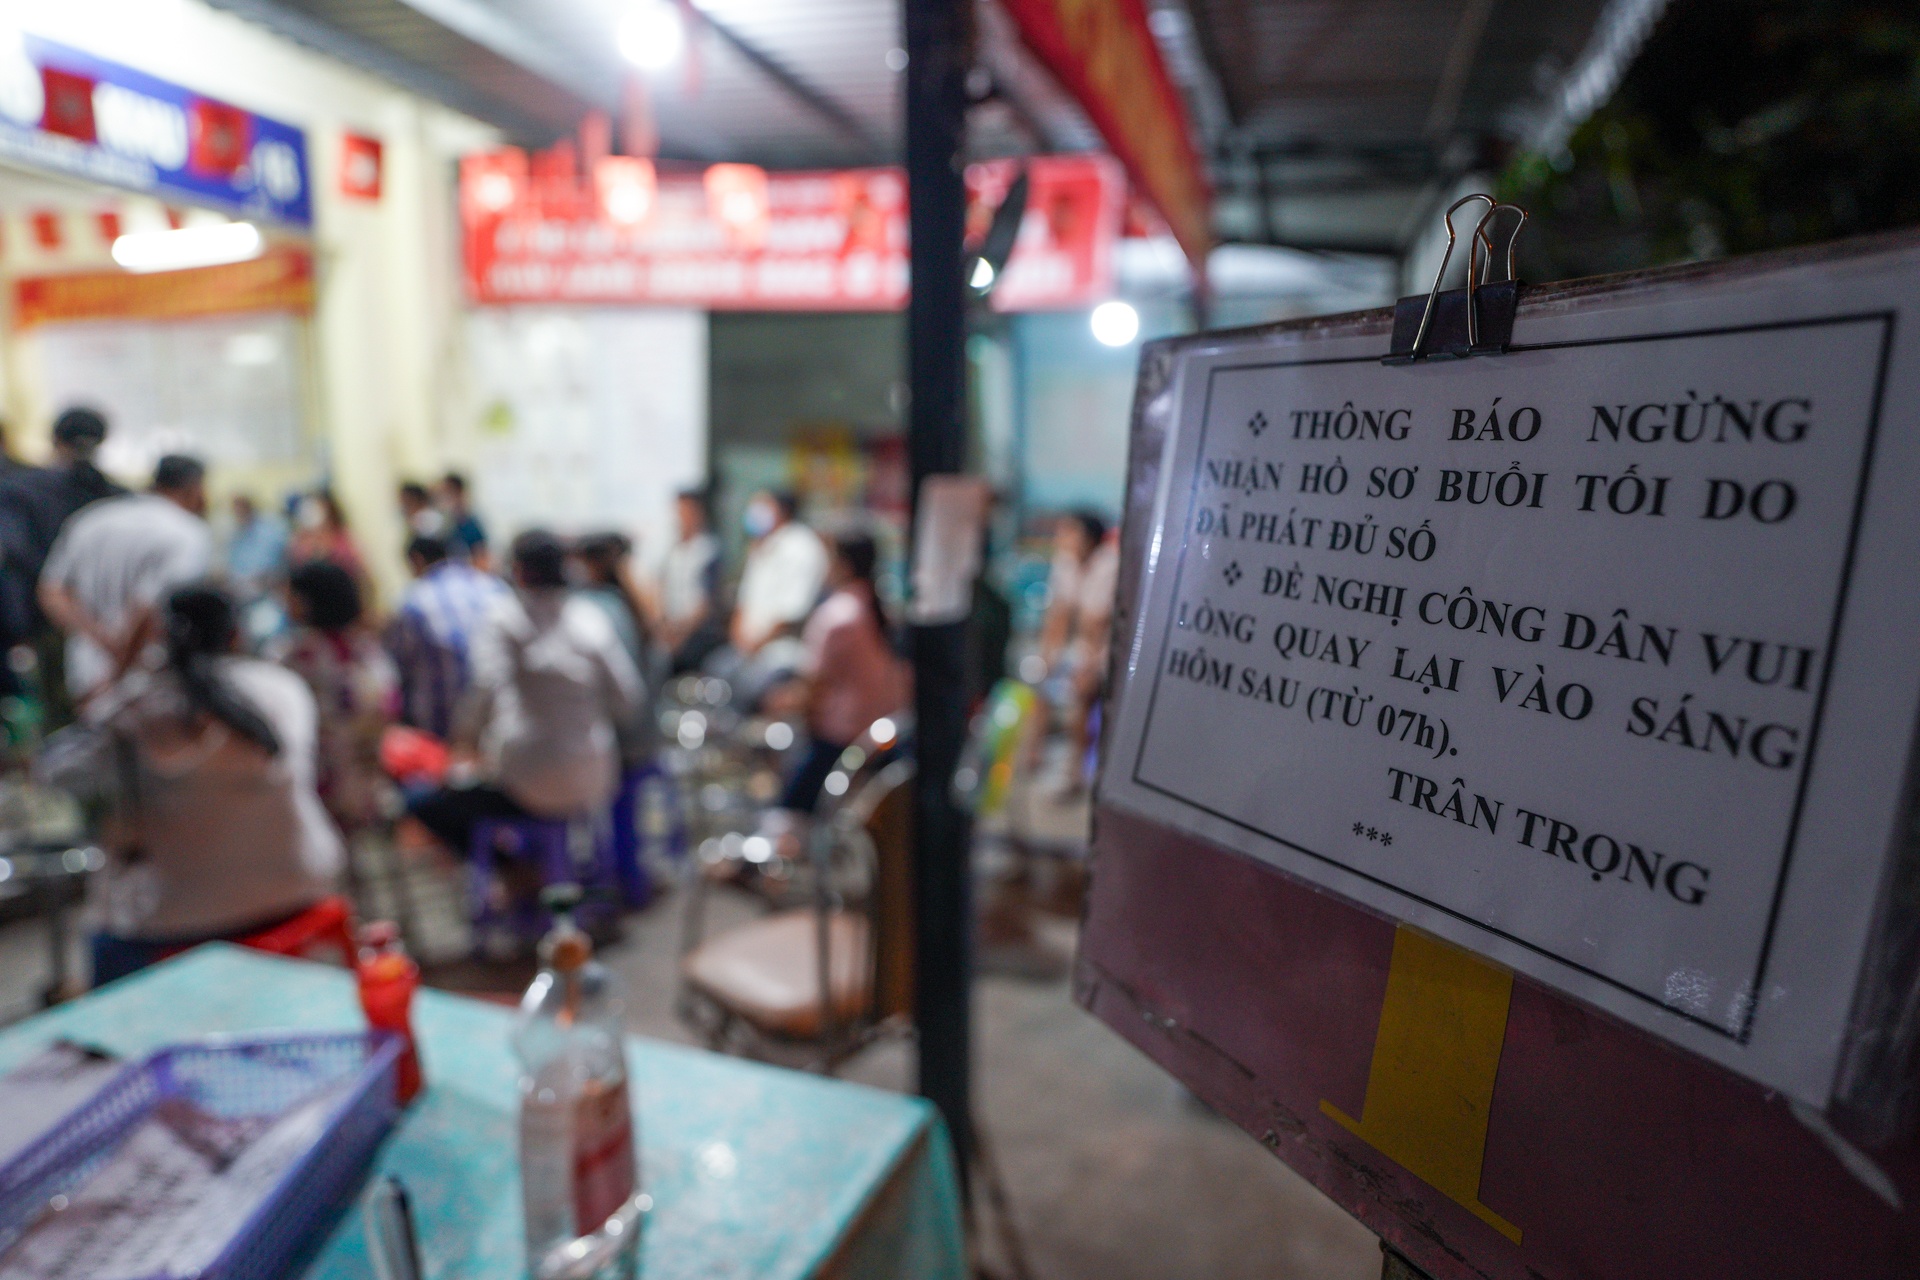 ❖ THÔNG BÁO NGỪNG
NHẬN HỒ SƠ BUỔI TỐI DO
ĐÃ PHÁT ĐỦ SỐ
❖ ĐỀ NGHỊ CÔNG DÂN VUI
LÒNG QUAY LẠI VÀO SÁNG
HÔM SAU (TỪ 07h).
TRÂN TRỌNG
***